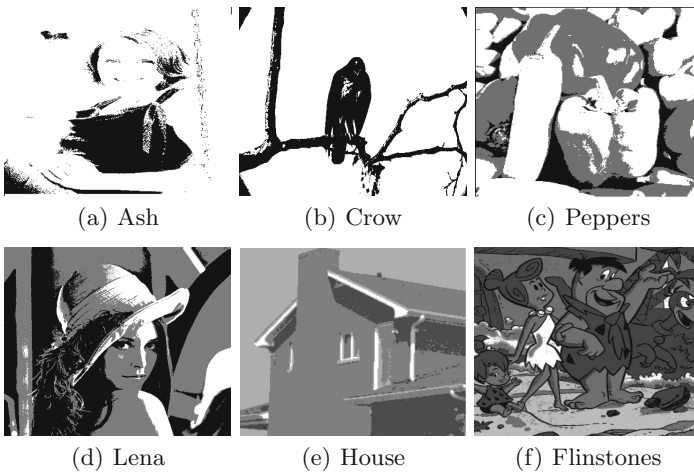 (a) Ash
(b) Crow
(c) Peppers
(d) Lena
(e) House
(f) Flinstones